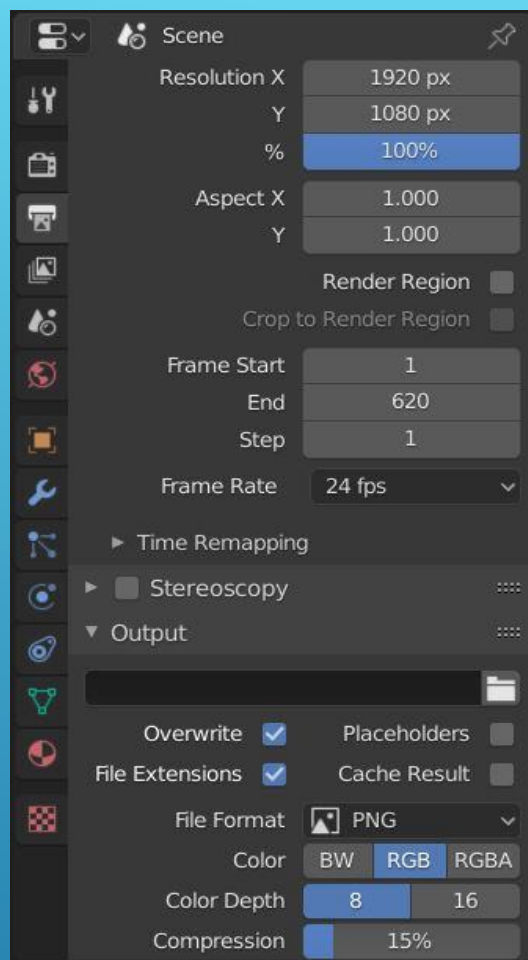 Scene
Resolution X 1920 px
Y 1080 px
% 100%
Aspect X 1.000
Y 1.000
Render Region
Crop to Render Region
Frame Start 1
End 620
Step 1
Frame Rate 24 fps
Time Remapping
Stereoscopy
Output
Overwrite Placeholders
File Extensions Cache Result
File Format PNG
Color BW RGB RGBA
Color Depth 8 16
Compression 15%